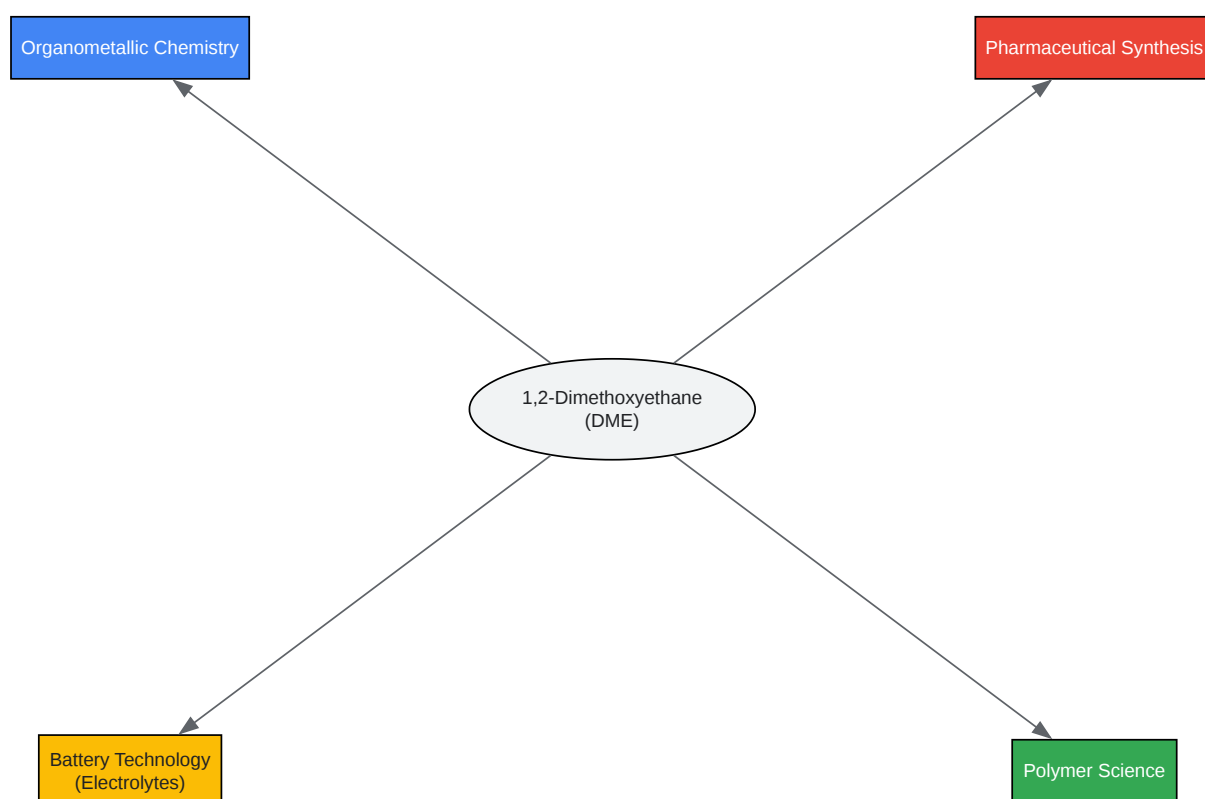 Organometallic Chemistry
Pharmaceutical Synthesis
1,2-Dimethoxyethane
(DME)
Battery Technology
(Electrolytes)
Polymer Science